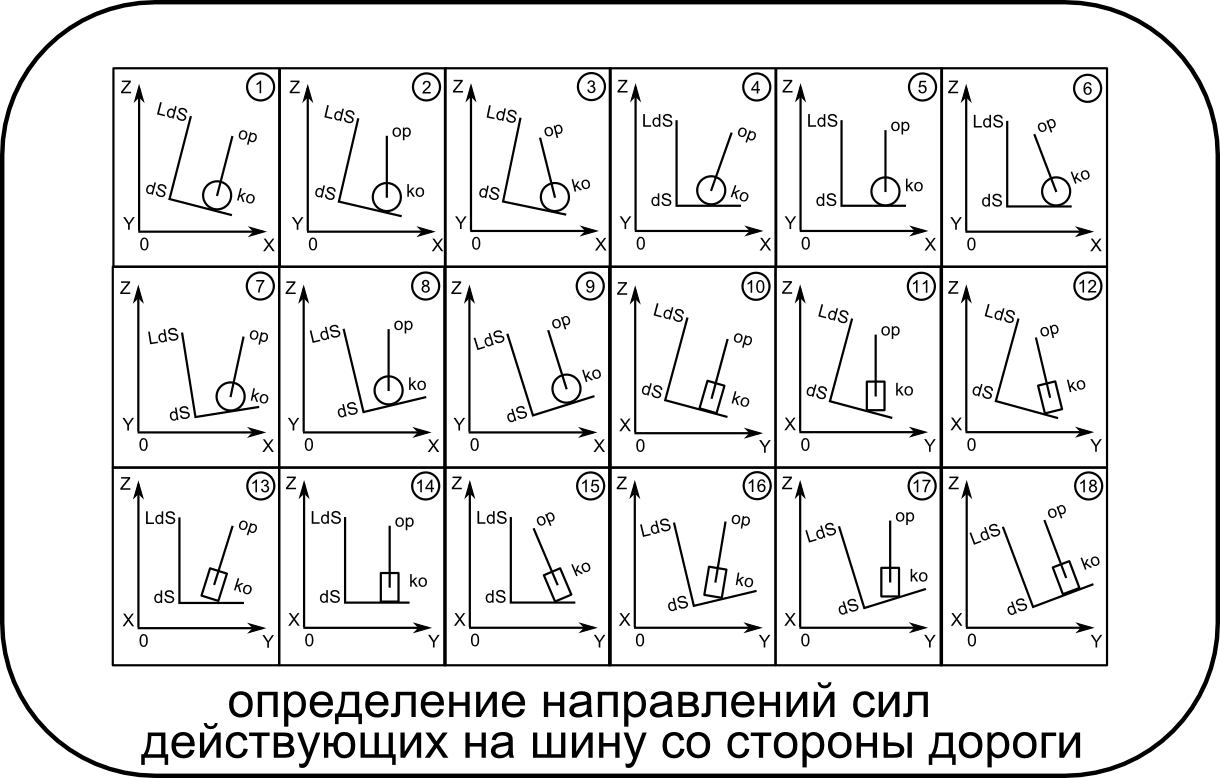 Z 1 Z 2 Z 3 Z 4 Z 5 Z 6
LdS op LdS op LdS op LdS op LdS op LdS op
dS ko dS ko dS ko dS ko dS ko dS ko
Y 0 X Y 0 X Y 0 X Y 0 X Y 0 X Y 0 X
Z 7 Z 8 Z 9 Z 10 Z 11 Z 12
LdS op LdS op LdS op LdS op LdS op LdS op
dS ko dS ko dS ko dS ko dS ko dS ko
Y 0 X Y 0 X Y 0 X X 0 Y X 0 Y X 0 Y
Z 13 Z 14 Z 15 Z 16 Z 17 Z 18
LdS op LdS op LdS op LdS op LdS op LdS op
dS ko dS ko dS ko dS ko dS ko dS ko
X 0 Y X 0 Y X 0 Y X 0 Y X 0 Y X 0 Y
определение направлений сил
действующих на шину со стороны дороги